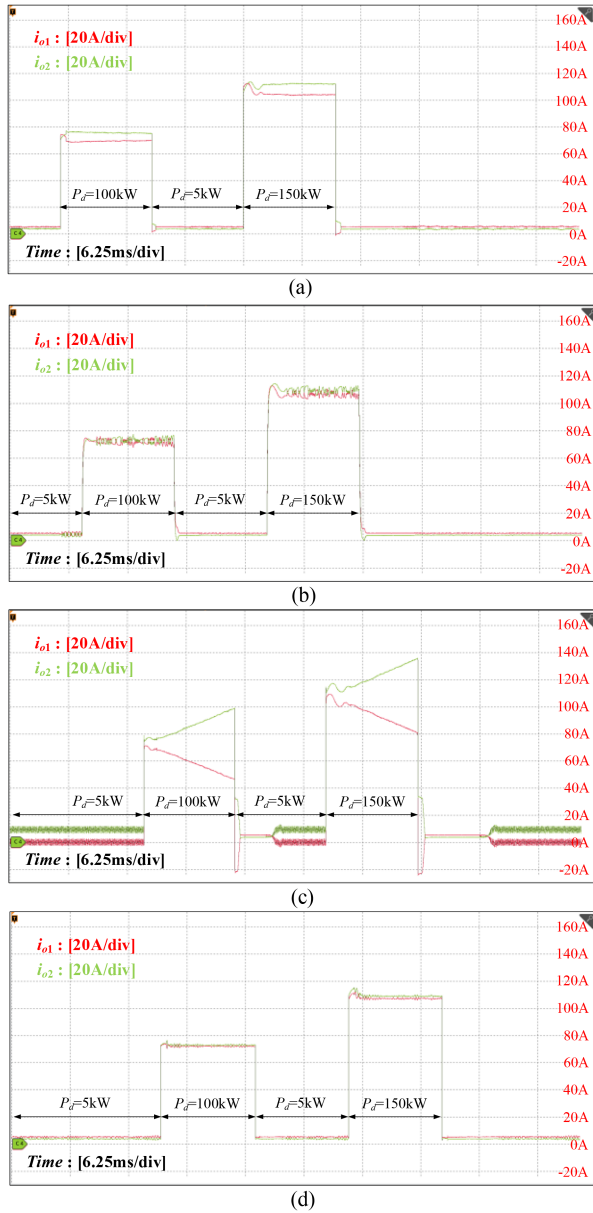 160A
i_o1 : [20A/div]
140A
i_o2 : [20A/div]
120A
100A
80A
60A
P_d=100kW P_d=5kW P_d=150kW
40A
20A
C4 0A
Time : [6.25ms/div]
-20A
(a)
160A
i_o1 : [20A/div]
140A
i_o2 : [20A/div]
120A
100A
80A
60A
40A
P_d=5kW P_d=100kW P_d=5kW P_d=150kW
20A
C4 0A
Time : [6.25ms/div]
-20A
(b)
160A
i_o1 : [20A/div]
140A
i_o2 : [20A/div]
120A
100A
80A
60A
40A
P_d=5kW P_d=100kW P_d=5kW P_d=150kW
20A
C4 0A
Time : [6.25ms/div]
-20A
(c)
160A
i_o1 : [20A/div]
140A
i_o2 : [20A/div]
120A
100A
80A
60A
40A
P_d=5kW P_d=100kW P_d=5kW P_d=150kW
20A
C4 0A
Time : [6.25ms/div]
-20A
(d)